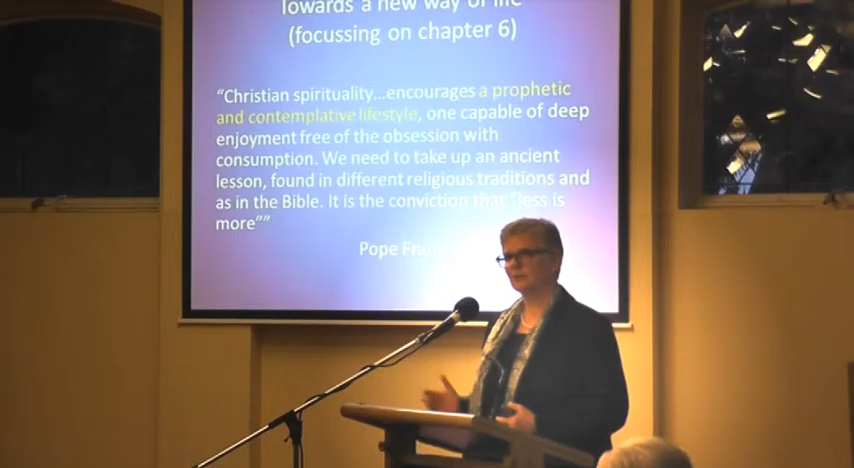 Towards a new way of life
(focussing on chapter 6)
“Christian spirituality...encourages a prophetic
and contemplative lifestyle, one capable of deep
enjoyment free of the obsession with
consumption. We need to take up an ancient
lesson, found in different religious traditions and
as in the Bible. It is the conviction that “less is
more””
Pope